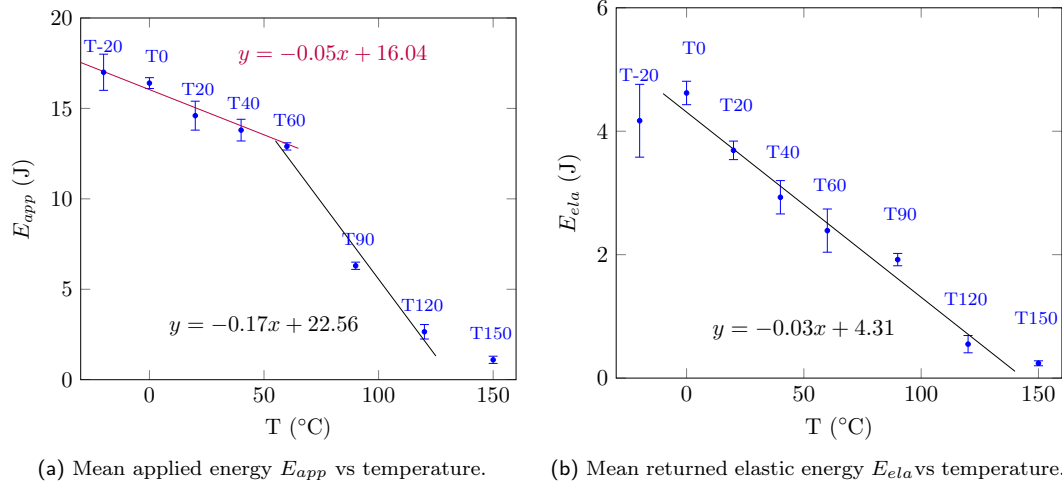 20
15
10
5
0
E_app (J)
T-20
T0
T20
T40
T60
T90
T120
T150
y = −0.05x + 16.04
y = −0.17x + 22.56
0
50
100
150
T (°C)
(a) Mean applied energy E_app vs temperature.
6
4
2
0
E_ela (J)
T-20
T0
T20
T40
T60
T90
T120
T150
y = −0.03x + 4.31
0
50
100
150
T (°C)
(b) Mean returned elastic energy E_ela vs temperature.